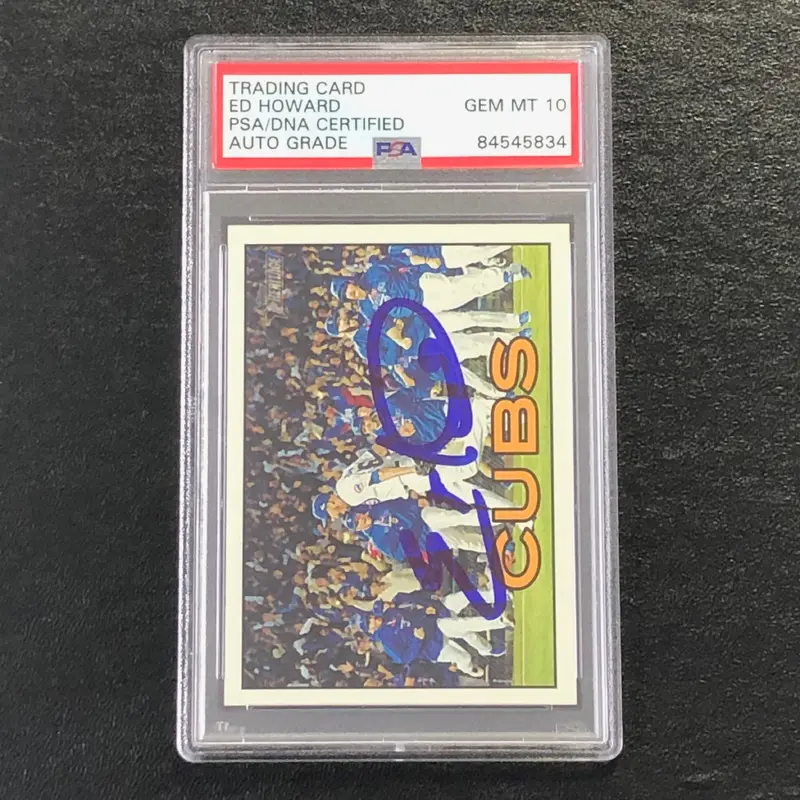 TRADING CARD
ED HOWARD GEM MT 10
PSA/DNA CERTIFIED
AUTO GRADE PSA 84545834
CUBS